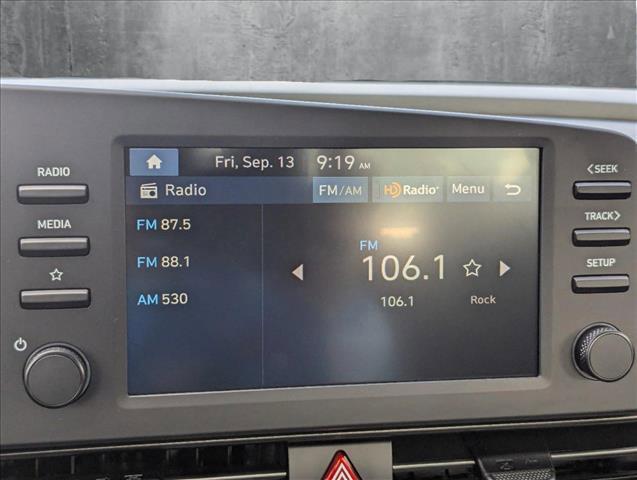 Fri, Sep. 13 9:19 AM
Radio FM/AM HD Radio Menu
FM 87.5
FM 88.1
AM 530
FM
106.1
106.1 Rock
RADIO
MEDIA
<SEEK
TRACK>
SETUP